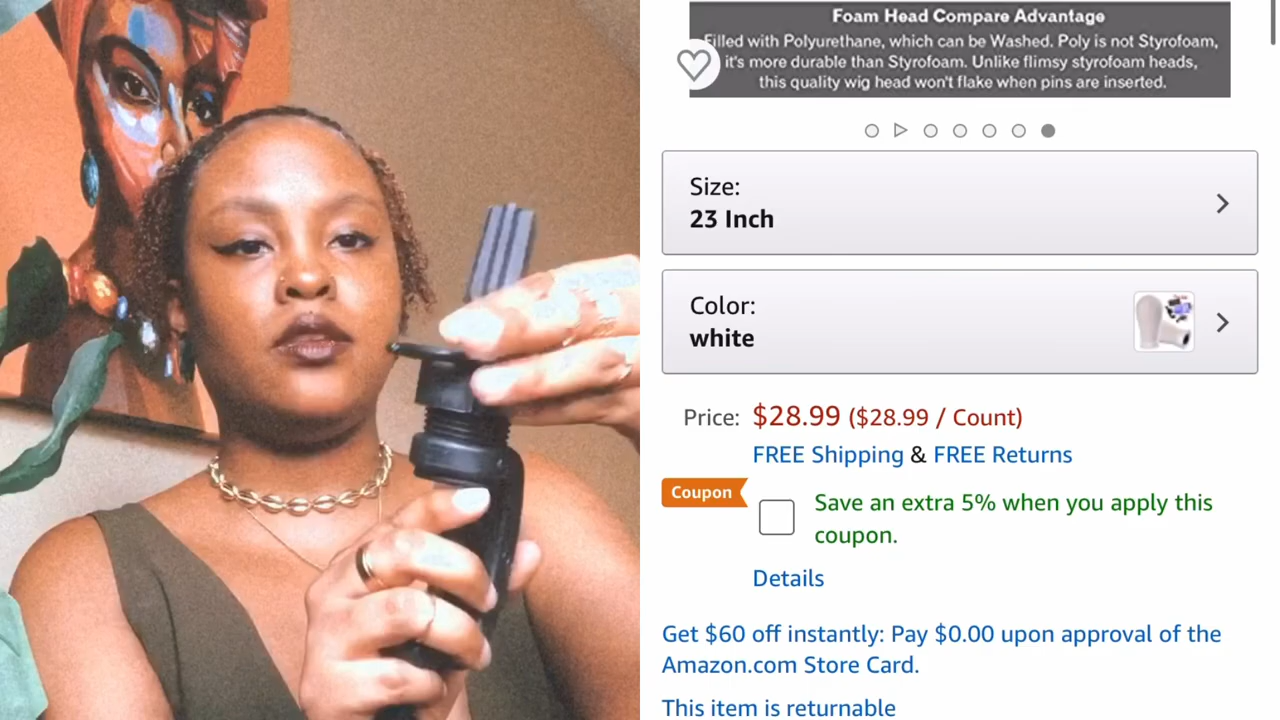 Foam Head Compare Advantage
Filled with Polyurethane, which can be Washed. Poly is not Styrofoam,
it's more durable than Styrofoam. Unlike flimsy styrofoam heads,
this quality wig head won't flake when pins are inserted.
Size:
23 Inch
Color:
white
Price: $28.99 ($28.99 / Count)
FREE Shipping & FREE Returns
Coupon
Save an extra 5% when you apply this
coupon.
Details
Get $60 off instantly: Pay $0.00 upon approval of the
Amazon.com Store Card.
This item is returnable